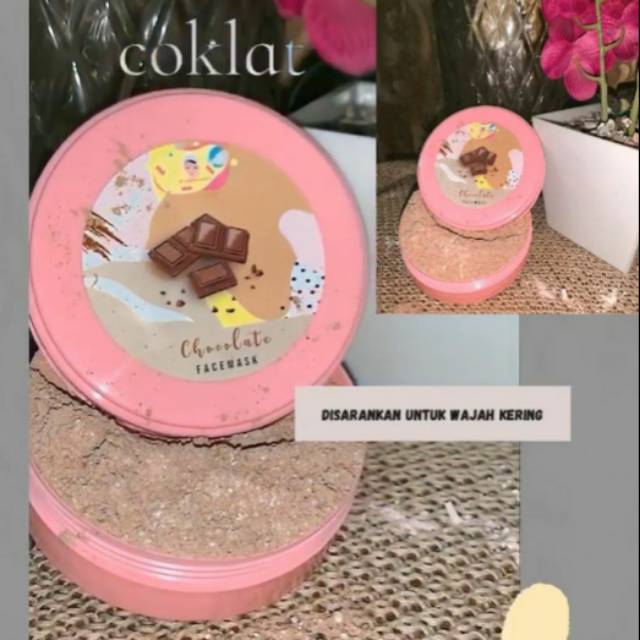 coklat
Chocolate
FACEMASK
DISARANKAN UNTUK WAJAH KERING